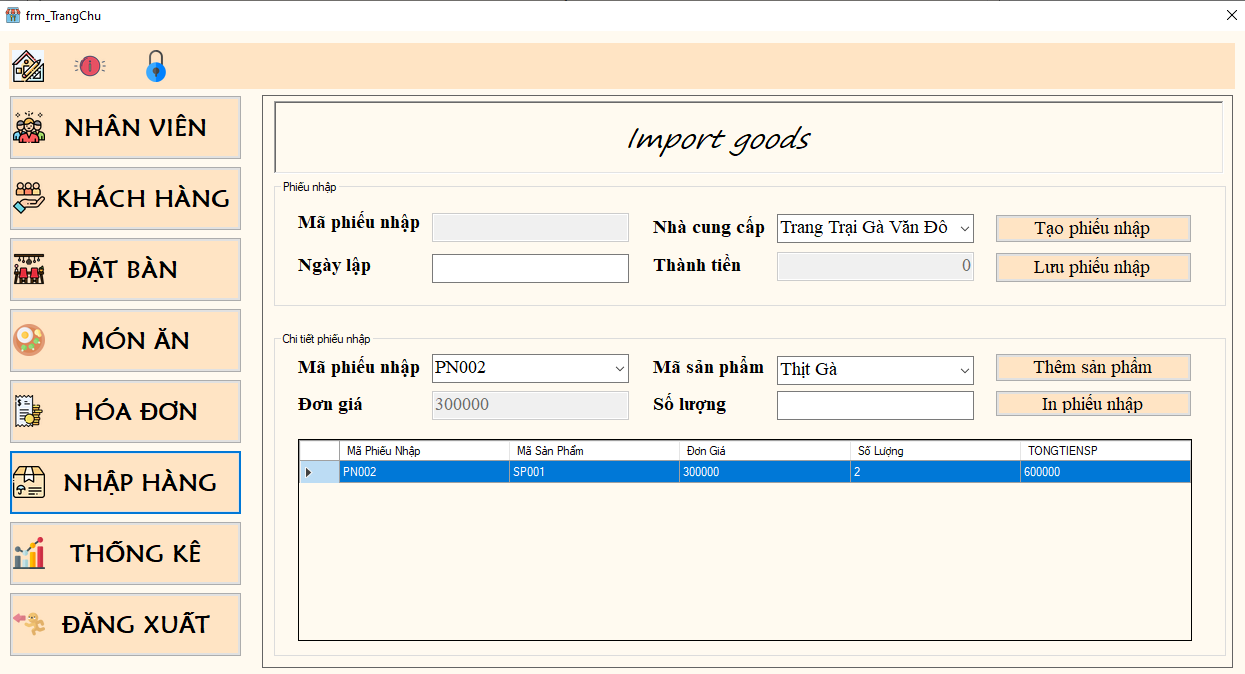 frm_TrangChu
NHÂN VIÊN
KHÁCH HÀNG
ĐẶT BÀN
MÓN ĂN
HÓA ĐƠN
NHẬP HÀNG
THỐNG KÊ
ĐĂNG XUẤT
Import goods
Phiếu nhập
Mã phiếu nhập Nhà cung cấp Trang Trại Gà Văn Đô Tạo phiếu nhập
Ngày lập Thành tiền 0 Lưu phiếu nhập
Chi tiết phiếu nhập
Mã phiếu nhập PN002 Mã sản phẩm Thịt Gà Thêm sản phẩm
Đơn giá 300000 Số lượng In phiếu nhập
Mã Phiếu Nhập Mã Sản Phẩm Đơn Giá Số Lượng TONGTIENSP
PN002 SP001 300000 2 600000